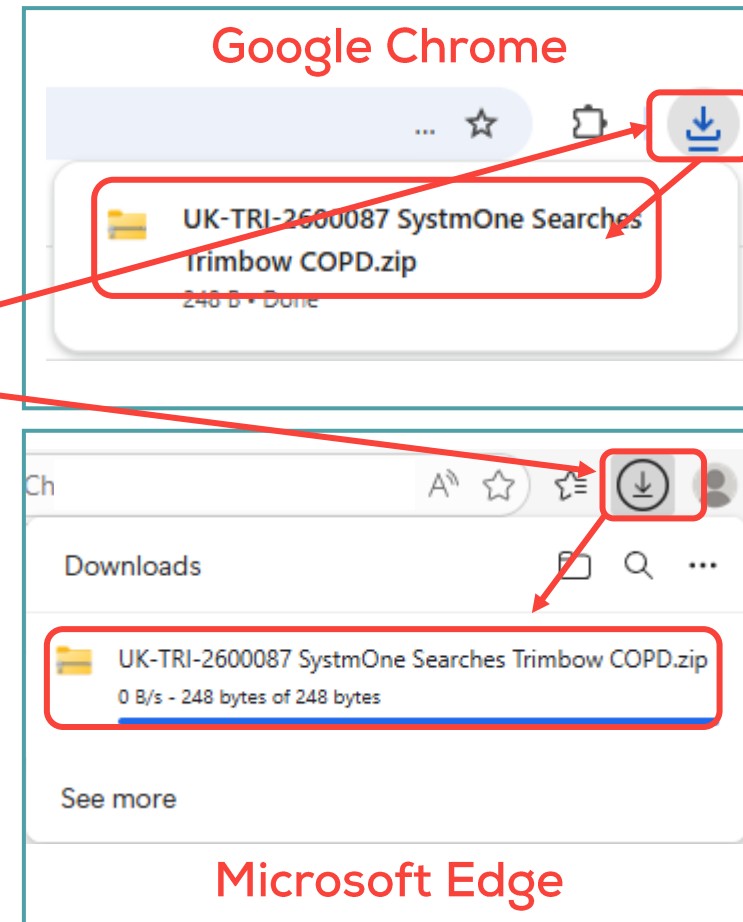 Google Chrome
...
UK-TRI-2600087 SystmOne Searches
Trimbow COPD.zip
248 B • Done
Ch
A
Downloads
...
UK-TRI-2600087 SystmOne Searches Trimbow COPD.zip
0 B/s - 248 bytes of 248 bytes
See more
Microsoft Edge